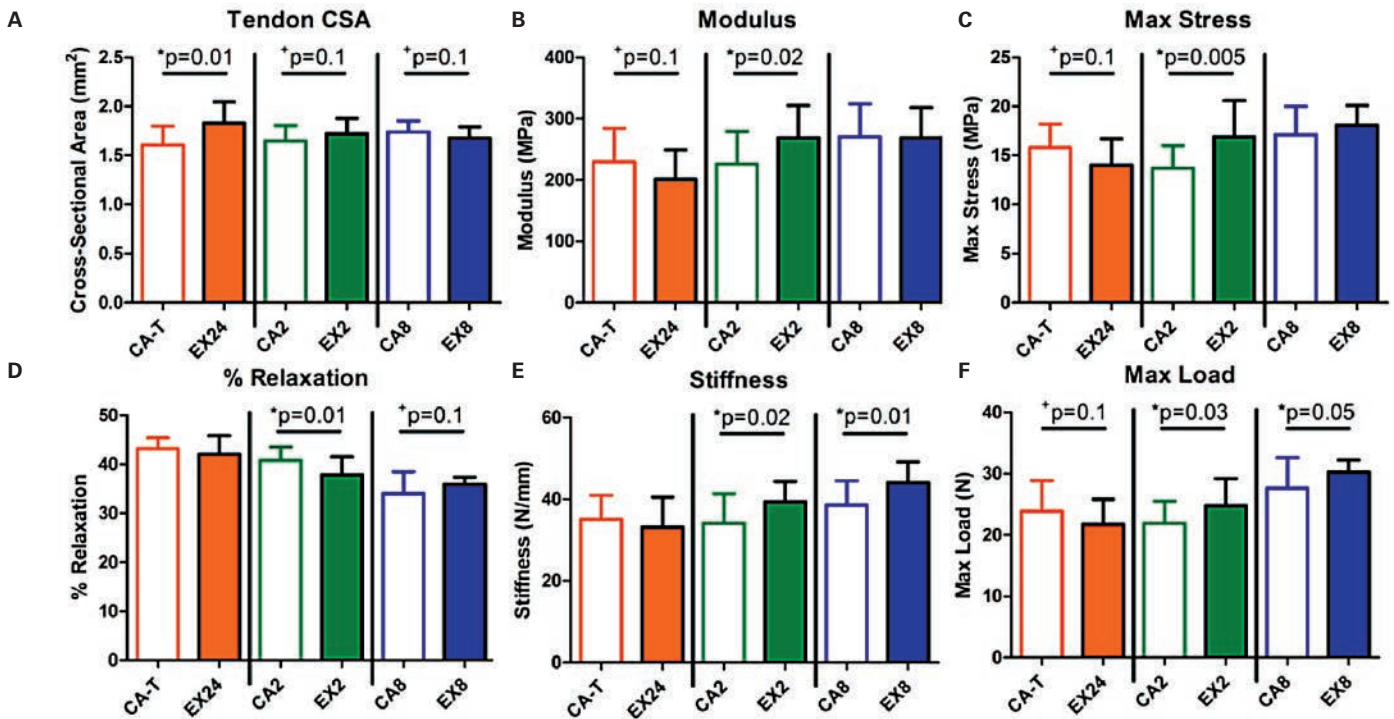 A
Tendon CSA
Cross-Sectional Area (mm²)
2.5
2.0
1.5
1.0
0.5
0.0
*p=0.01
+p=0.1
+p=0.1
CA-T
EX24
CA2
EX2
CA8
EX8
B
Modulus
Modulus (MPa)
400
300
200
100
0
+p=0.1
*p=0.02
CA-T
EX24
CA2
EX2
CA8
EX8
C
Max Stress
Max Stress (MPa)
25
20
15
10
5
0
+p=0.1
*p=0.005
CA-T
EX24
CA2
EX2
CA8
EX8
D
% Relaxation
% Relaxation
50
40
30
20
10
0
*p=0.01
+p=0.1
CA-T
EX24
CA2
EX2
CA8
EX8
E
Stiffness
Stiffness (N/mm)
60
40
20
0
*p=0.02
*p=0.01
CA-T
EX24
CA2
EX2
CA8
EX8
F
Max Load
Max Load (N)
40
30
20
10
0
+p=0.1
*p=0.03
*p=0.05
CA-T
EX24
CA2
EX2
CA8
EX8